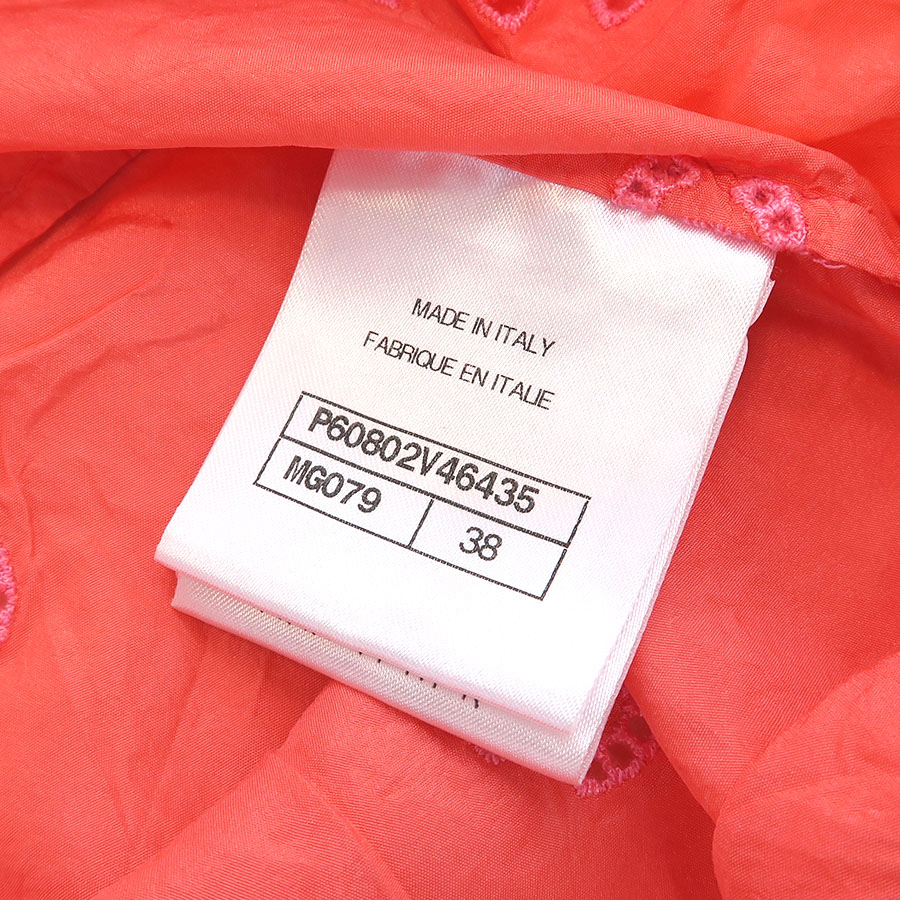 MADE IN ITALY
FABRIQUE EN ITALIE
P60802V46435
MG079
38